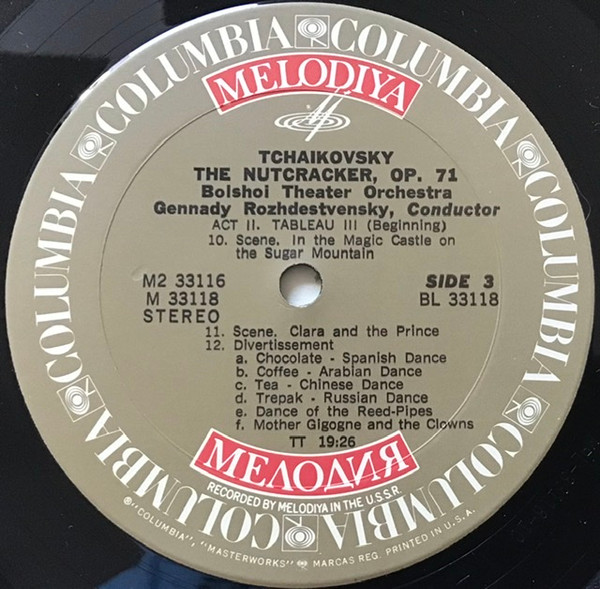 COLUMBIA COLUMBIA COLUMBIA COLUMBIA COLUMBIA COLUMBIA COLUMBIA COLUMBIA
MELODIYA
TCHAIKOVSKY
THE NUTCRACKER, OP. 71
Bolshoi Theater Orchestra
Gennady Rozhdestvensky, Conductor
ACT II. TABLEAU III (Beginning)
10. Scene. In the Magic Castle on
the Sugar Mountain
M2 33116
M 33118
STEREO
SIDE 3
BL 33118
11. Scene. Clara and the Prince
12. Divertissement
a. Chocolate - Spanish Dance
b. Coffee - Arabian Dance
c. Tea - Chinese Dance
d. Trepak - Russian Dance
e. Dance of the Reed-Pipes
f. Mother Gigogne and the Clowns
TT 19:26
МЕЛОДИЯ
RECORDED BY MELODIYA IN THE U.S.S.R.
®"COLUMBIA", "MASTERWORKS" MARCAS REG. PRINTED IN U.S.A.